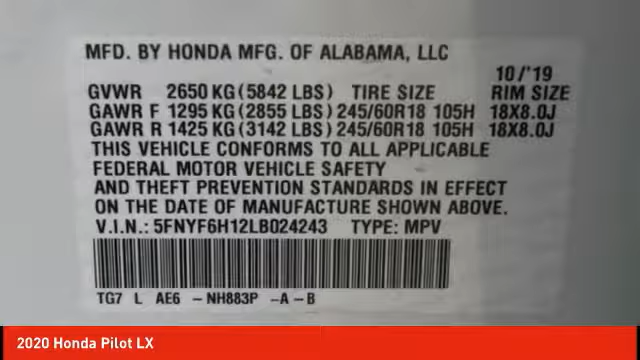 MFD. BY HONDA MFG. OF ALABAMA, LLC
10/'19
GVWR 2650 KG(5842 LBS) TIRE SIZE RIM SIZE
GAWR F 1295 KG(2855 LBS)245/60R18 105H 18X8.0J
GAWR R 1425 KG(3142 LBS)245/60R18 105H 18X8.0J
THIS VEHICLE CONFORMS TO ALL APPLICABLE
FEDERAL MOTOR VEHICLE SAFETY
AND THEFT PREVENTION STANDARDS IN EFFECT
ON THE DATE OF MANUFACTURE SHOWN ABOVE.
V.I.N.: 5FNYF6H12LB024243 TYPE: MPV
TG7 L AE6 -NH883P -A-B
2020 Honda Pilot LX